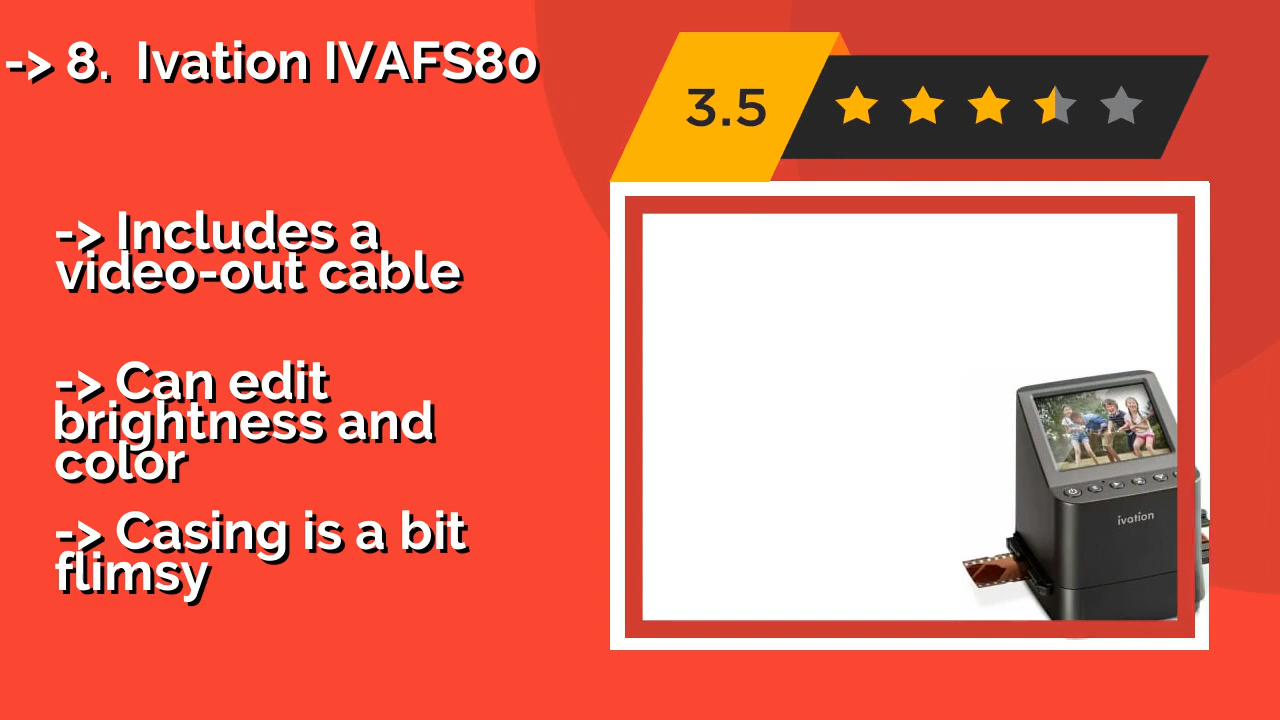 -> 8.  Ivation IVAFS80
3.5
-> Includes a
video-out cable
-> Can edit
brightness and
color
-> Casing is a bit
flimsy
ivation